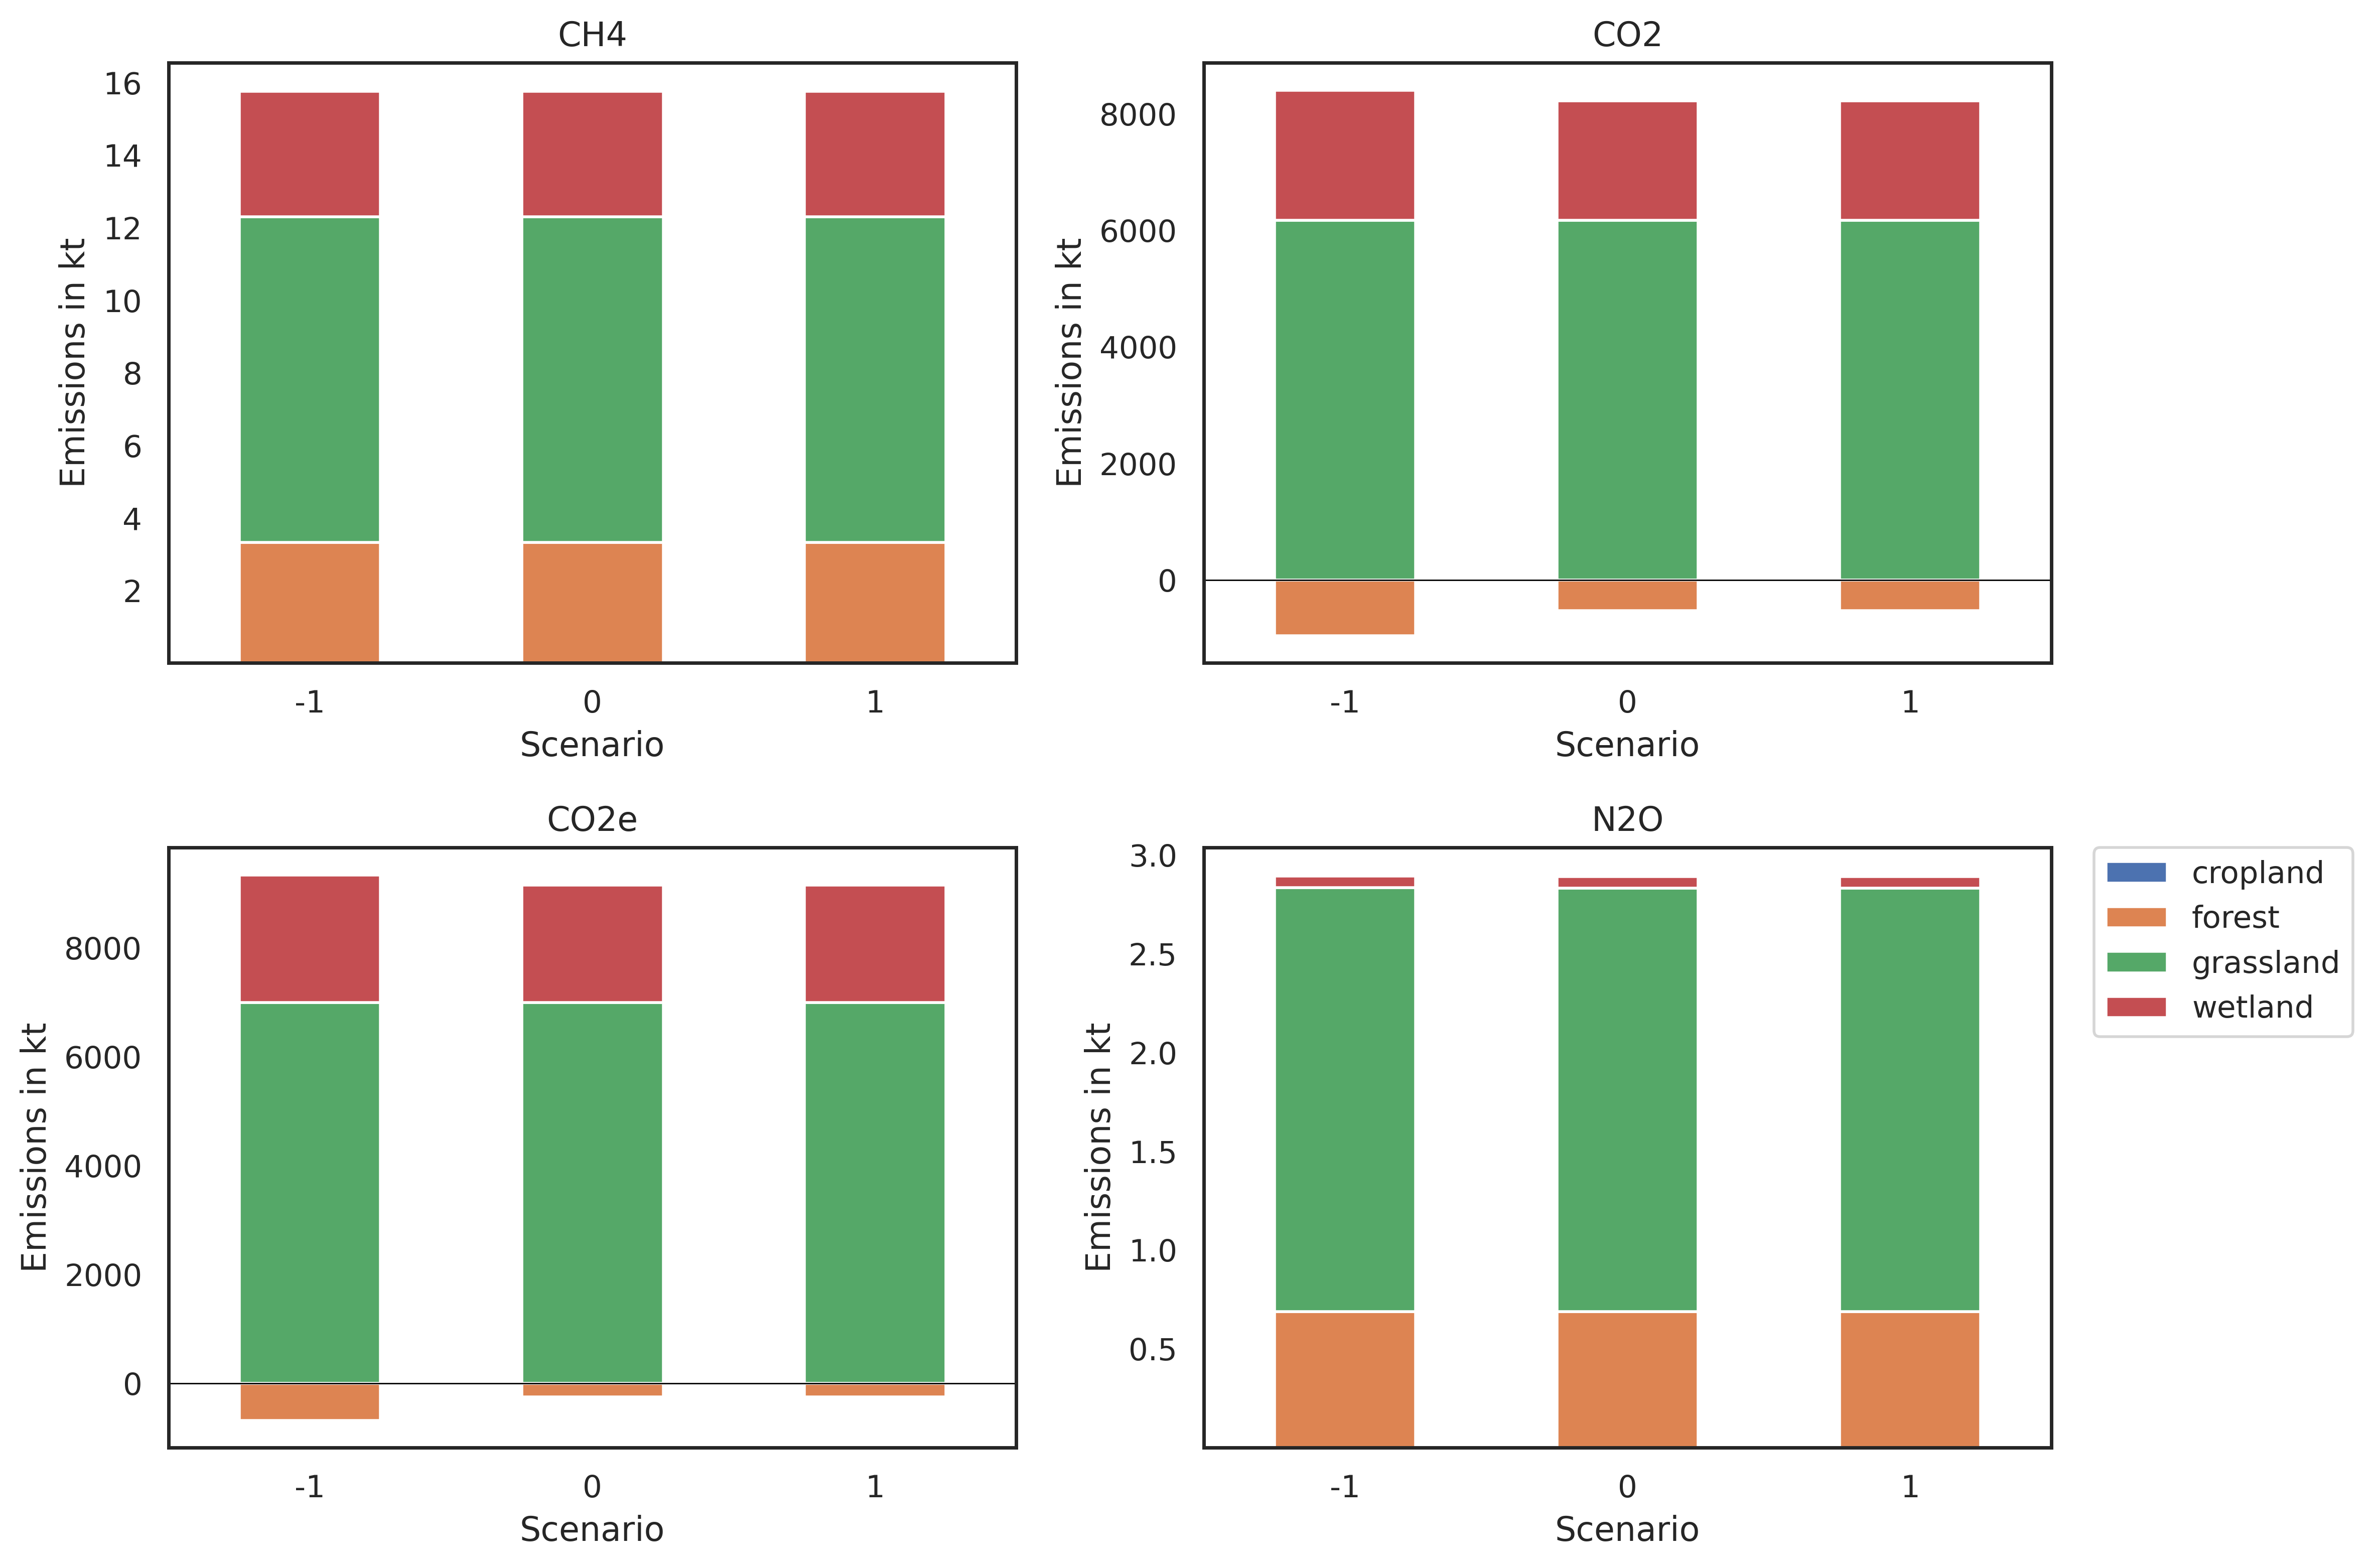 CH4
Emissions in kt
16
14
12
10
8
6
4
2
-1 0 1
Scenario
CO2
Emissions in kt
8000
6000
4000
2000
0
-1 0 1
Scenario
CO2e
Emissions in kt
8000
6000
4000
2000
0
-1 0 1
Scenario
N2O
Emissions in kt
3.0
2.5
2.0
1.5
1.0
0.5
-1 0 1
Scenario
cropland
forest
grassland
wetland